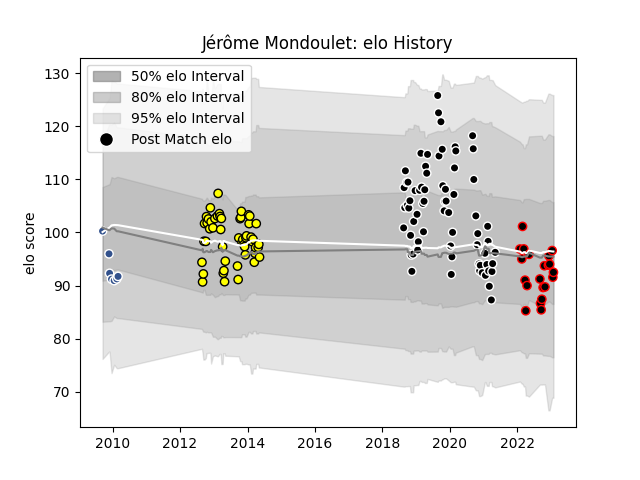 Jérôme Mondoulet: elo History
50% elo Interval
80% elo Interval
95% elo Interval
Post Match elo
elo score
130
120
110
100
90
80
70
2010 2012 2014 2016 2018 2020 2022